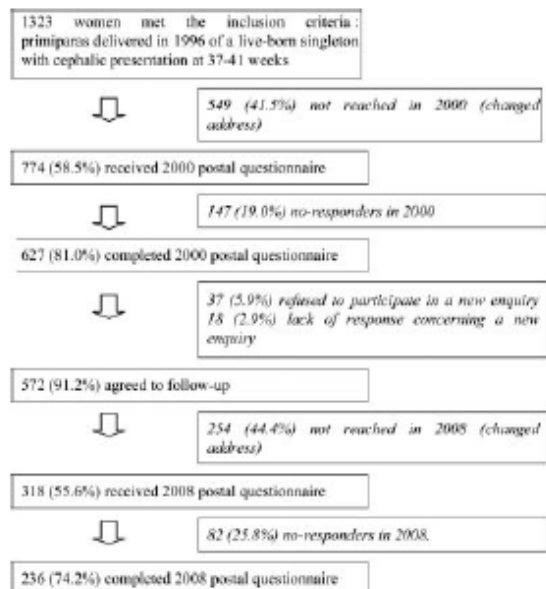 1323 women met the inclusion criteria :
primiparas delivered in 1996 of a live-born singleton
with cephalic presentation at 37-41 weeks
549 (41.5%) not reached in 2000 (changed
address)
774 (58.5%) received 2000 postal questionnaire
147 (19.0%) no-responders in 2000
627 (81.0%) completed 2000 postal questionnaire
37 (5.9%) refused to participate in a new enquiry
18 (2.9%) lack of response concerning a new
enquiry
572 (91.2%) agreed to follow-up
254 (44.4%) not reached in 2008 (changed
address)
318 (55.6%) received 2008 postal questionnaire
82 (25.8%) no-responders in 2008.
236 (74.2%) completed 2008 postal questionnaire